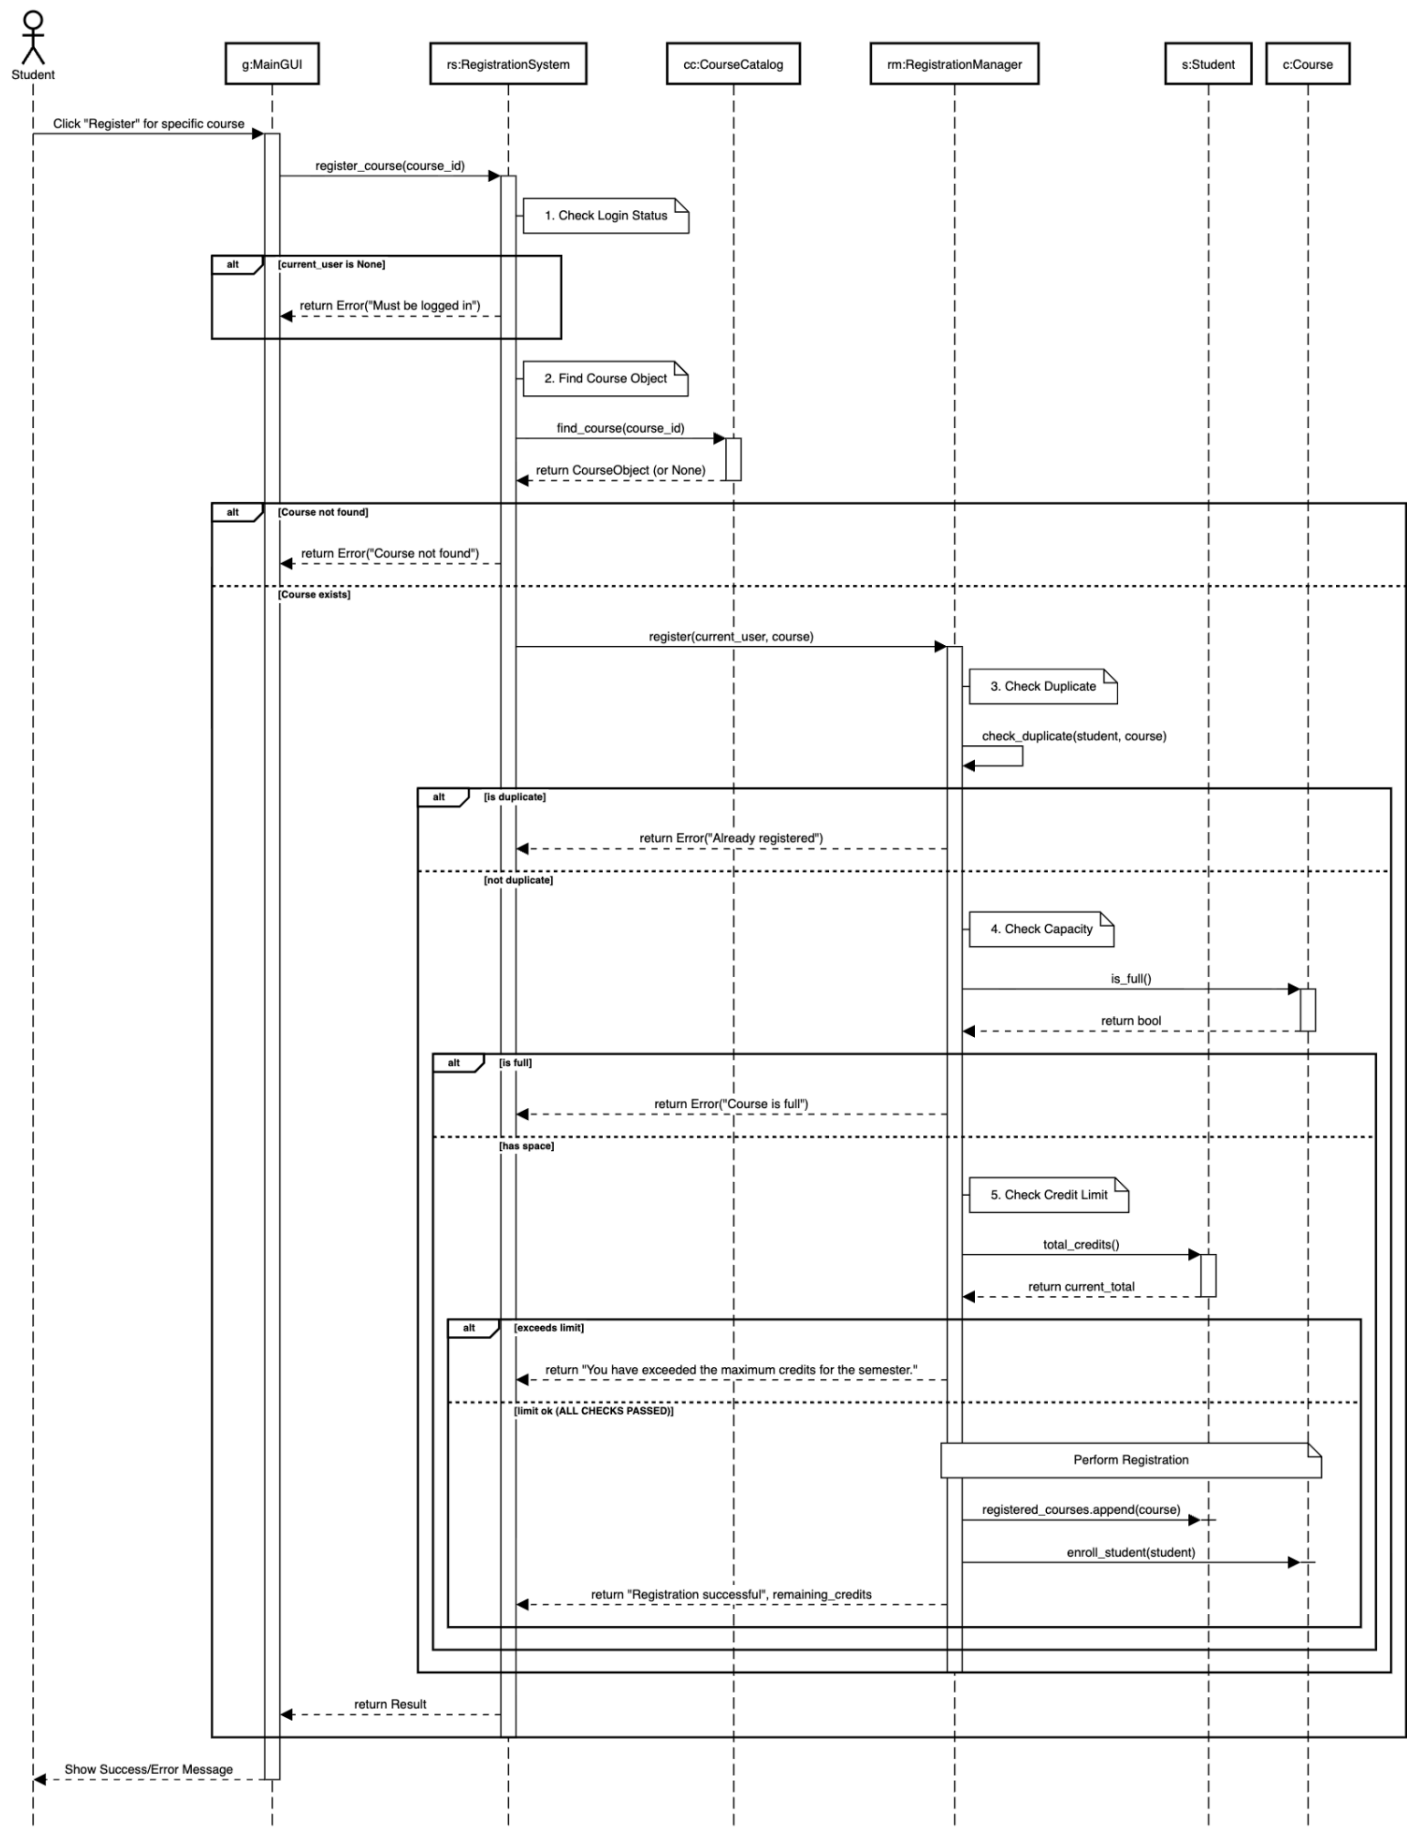 Student
g:MainGUI
rs:RegistrationSystem
cc:CourseCatalog
rm:RegistrationManager
s:Student
c:Course
Click "Register" for specific course
register_course(course_id)
1. Check Login Status
alt
[current_user is None]
return Error("Must be logged in")
2. Find Course Object
find_course(course_id)
return CourseObject (or None)
alt
[Course not found]
return Error("Course not found")
[Course exists]
register(current_user, course)
3. Check Duplicate
check_duplicate(student, course)
alt
[is duplicate]
return Error("Already registered")
[not duplicate]
4. Check Capacity
is_full()
return bool
alt
[is full]
return Error("Course is full")
[has space]
5. Check Credit Limit
total_credits()
return current_total
alt
[exceeds limit]
return "You have exceeded the maximum credits for the semester."
[limit ok (ALL CHECKS PASSED)]
Perform Registration
registered_courses.append(course)
enroll_student(student)
return "Registration successful", remaining_credits
return Result
Show Success/Error Message